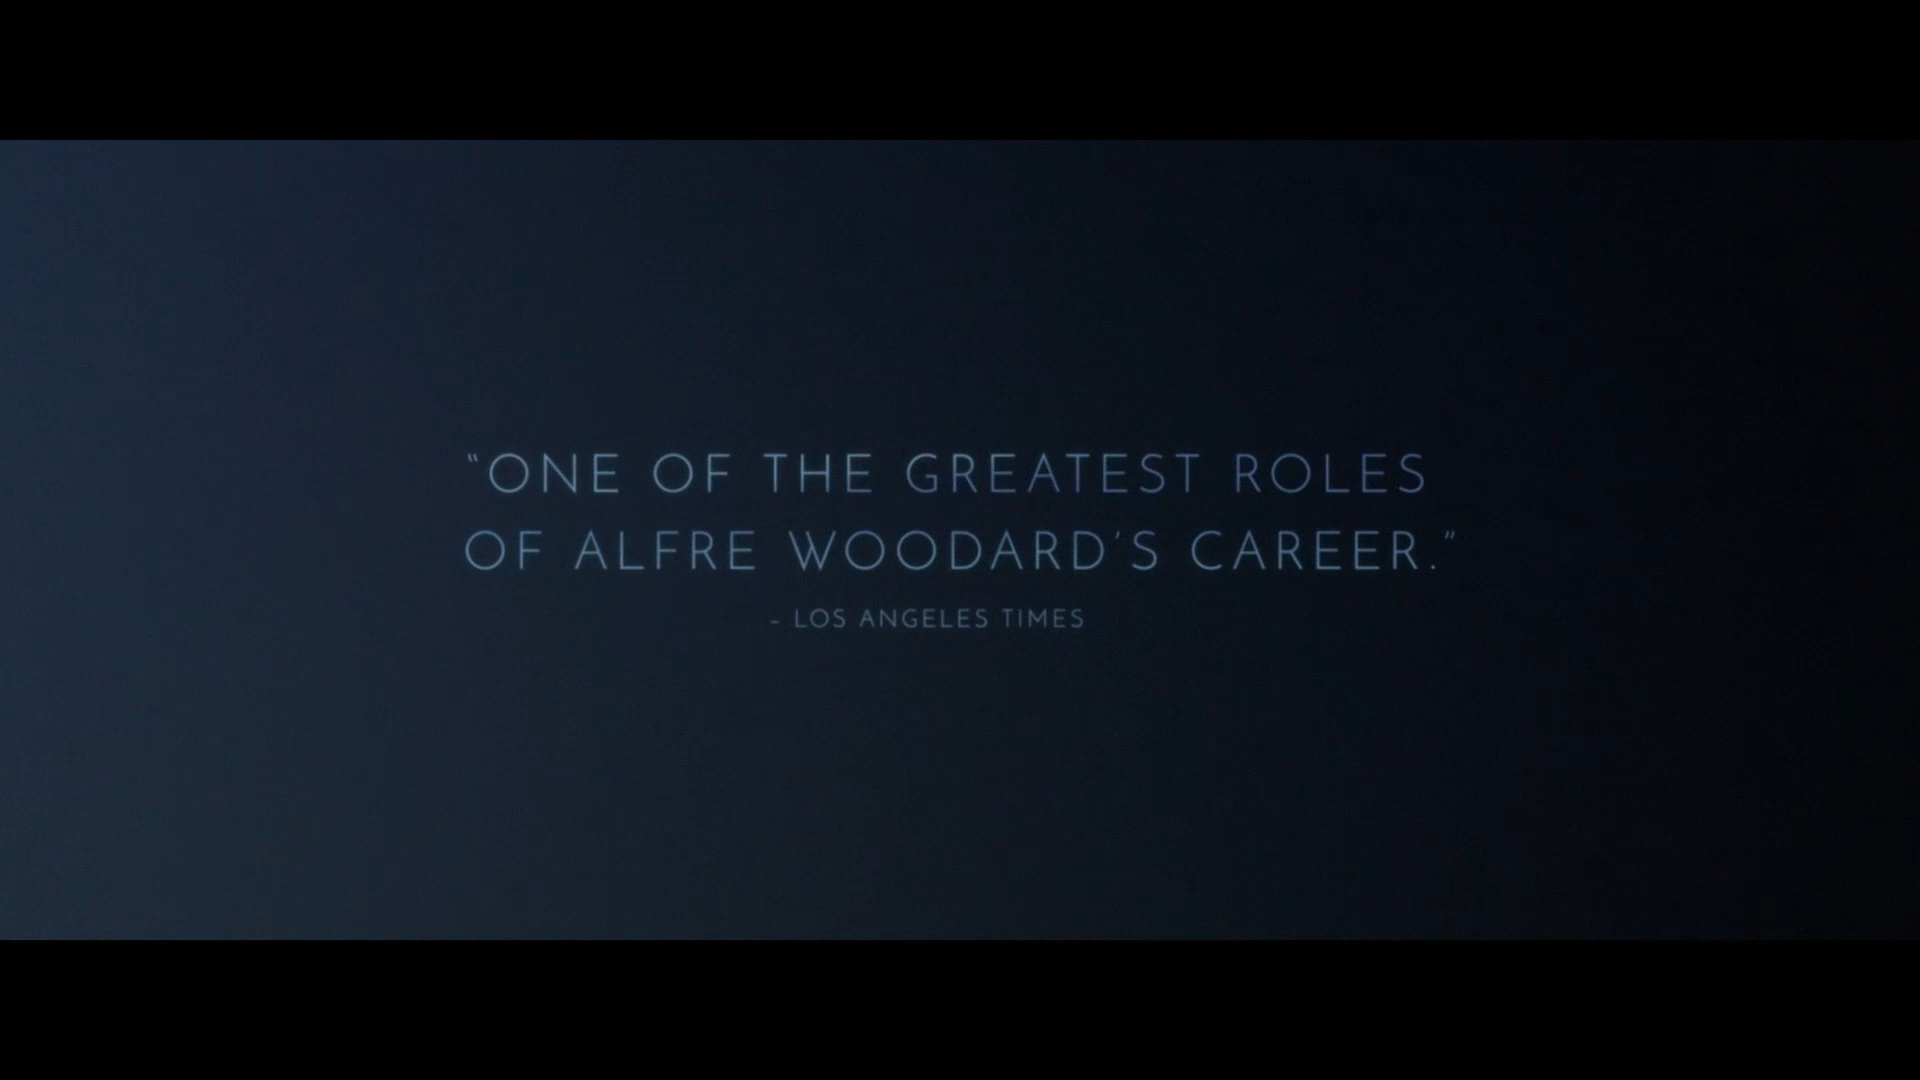 “ONE OF THE GREATEST ROLES
OF ALFRE WOODARD’S CAREER.”
– LOS ANGELES TIMES